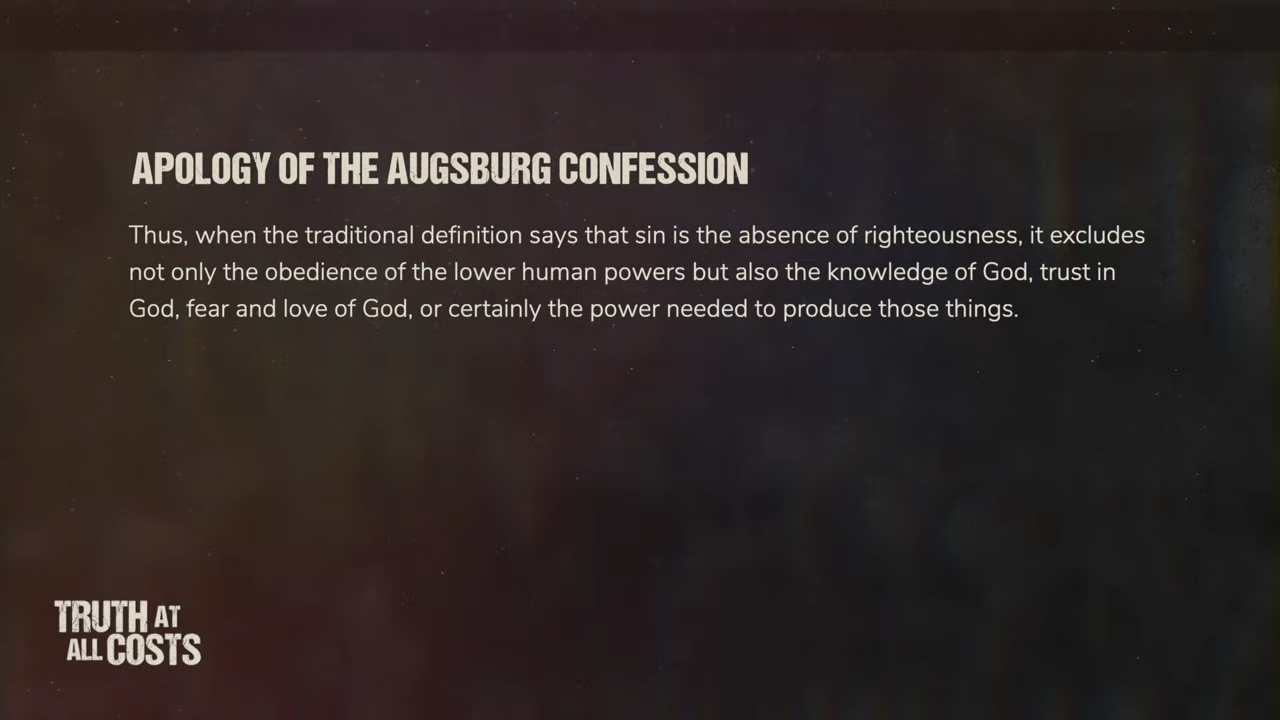 APOLOGY OF THE AUGSBURG CONFESSION
Thus, when the traditional definition says that sin is the absence of righteousness, it excludes
not only the obedience of the lower human powers but also the knowledge of God, trust in
God, fear and love of God, or certainly the power needed to produce those things.
TRUTH AT
ALL COSTS